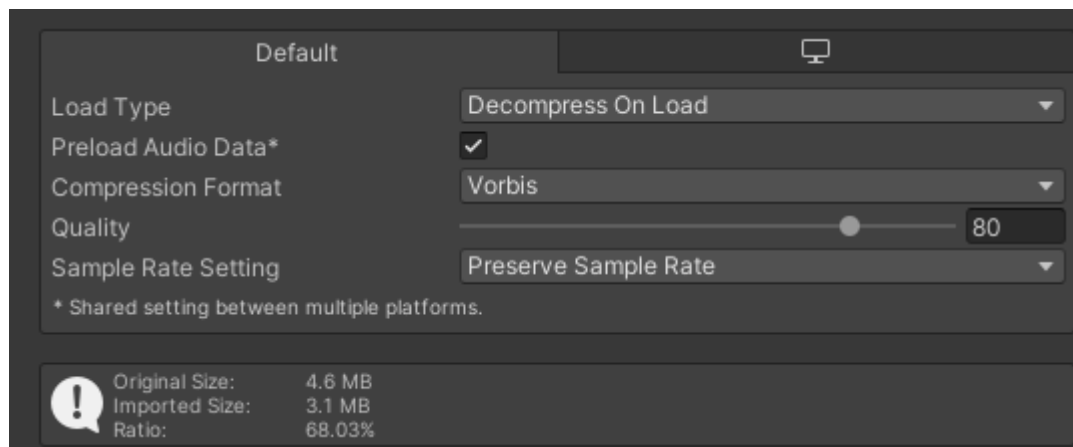 Default
Load Type Decompress On Load
Preload Audio Data*
Compression Format Vorbis
Quality 80
Sample Rate Setting Preserve Sample Rate
* Shared setting between multiple platforms.
Original Size: 4.6 MB
Imported Size: 3.1 MB
Ratio: 68.03%